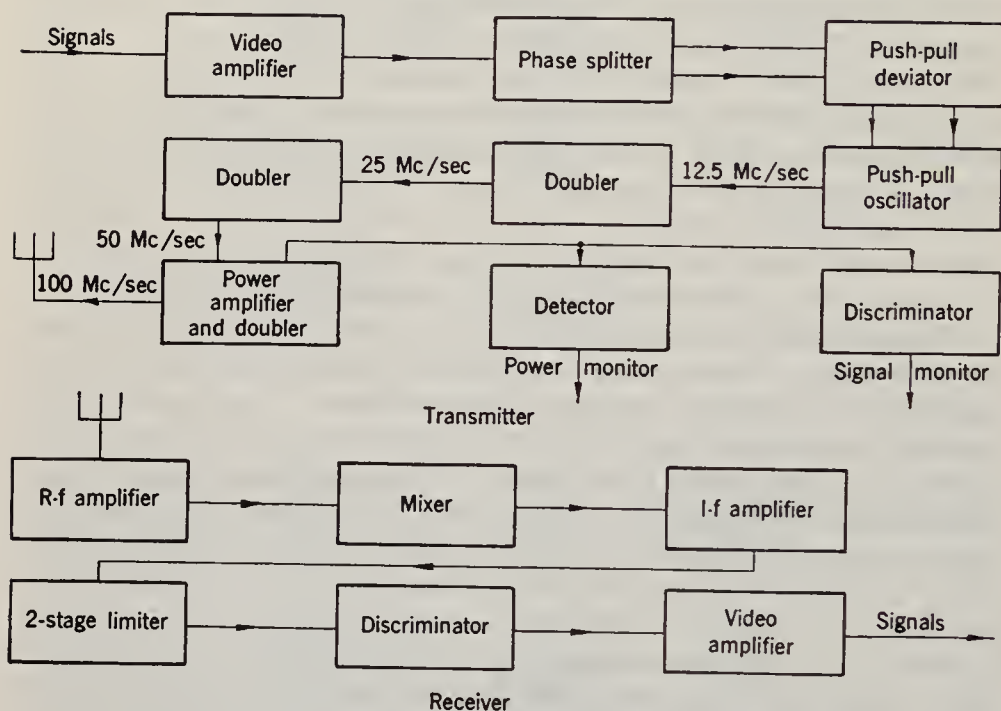 Signals
Video
amplifier
Phase splitter
Push-pull
deviator
Doubler
25 Mc/sec
Doubler
12.5 Mc/sec
Push-pull
oscillator
50 Mc/sec
100 Mc/sec
Power
amplifier
and doubler
Detector
Discriminator
Power monitor
Signal monitor
Transmitter
R-f amplifier
Mixer
I-f amplifier
2-stage limiter
Discriminator
Video
amplifier
Signals
Receiver